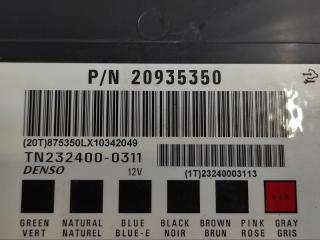 P/N 20935350
(20T)875350LX10342049
TN232400-0311
DENSO 12V (1T)23240003113
GREEN NATURAL BLUE BLACK BROWN PINK GRAY
VERT NATUREL BLUE-E NOIR BRUN ROSE GRIS